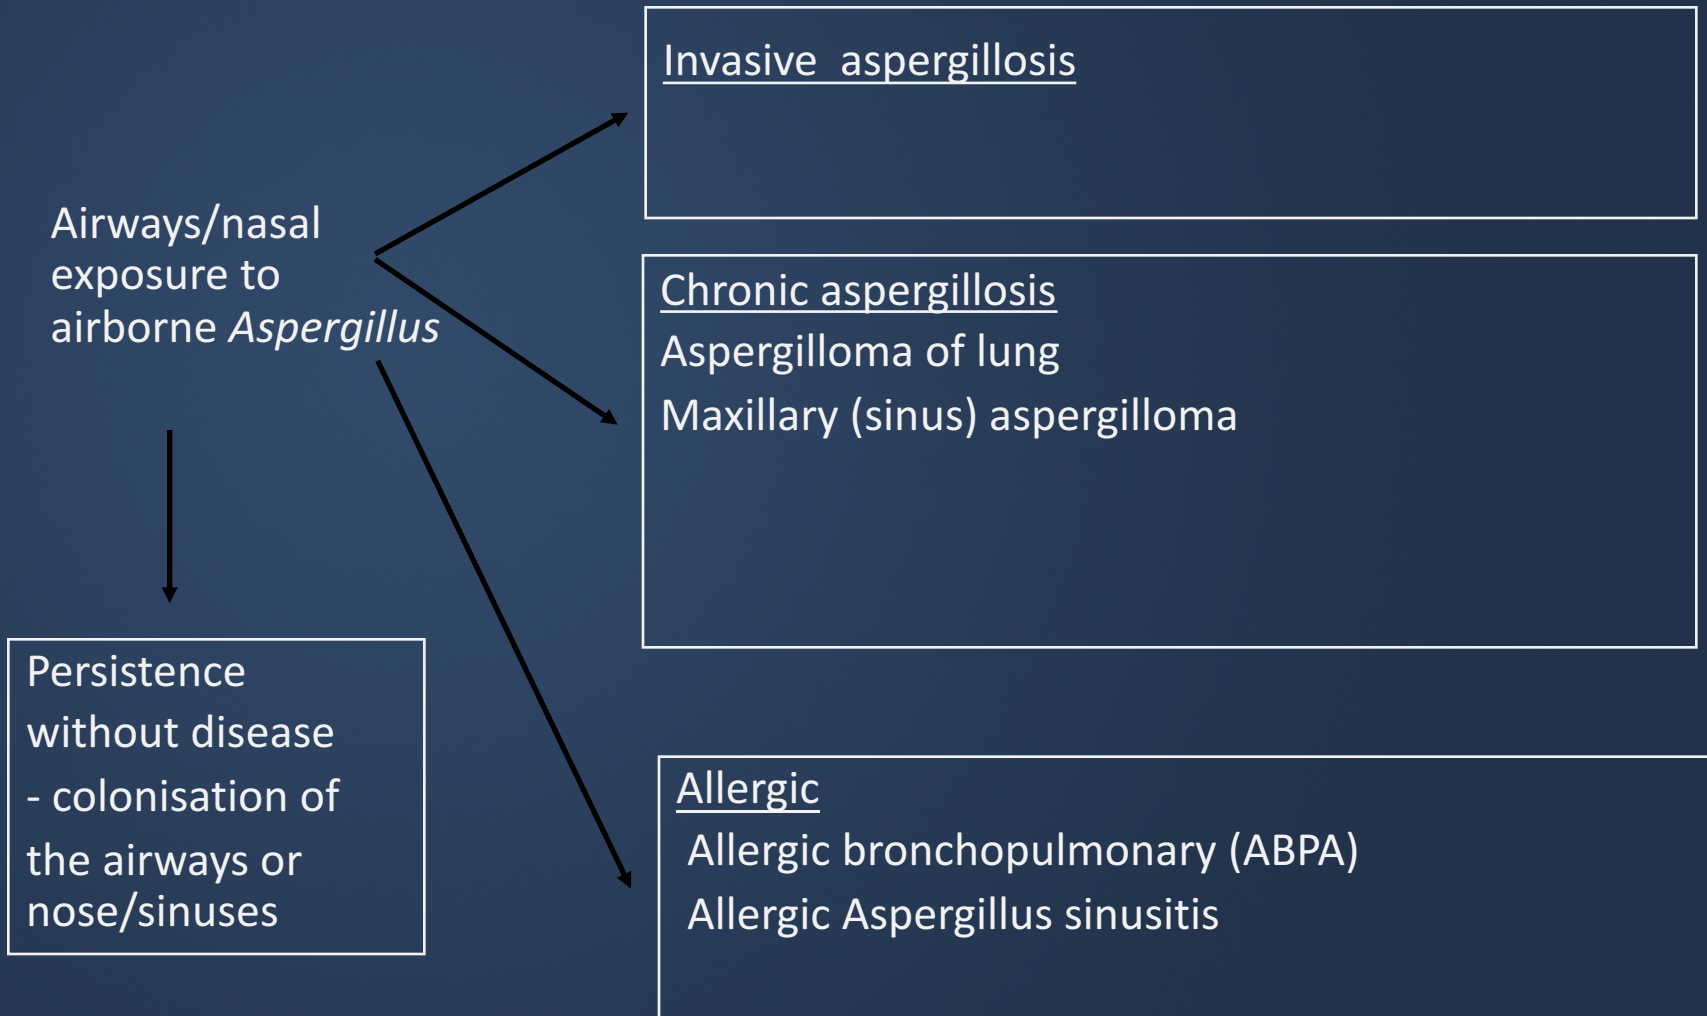 Invasive  aspergillosis
Airways/nasal
exposure to
airborne Aspergillus
Chronic aspergillosis
Aspergilloma of lung
Maxillary (sinus) aspergilloma
Persistence
without disease
- colonisation of
the airways or
nose/sinuses
Allergic
Allergic bronchopulmonary (ABPA)
Allergic Aspergillus sinusitis